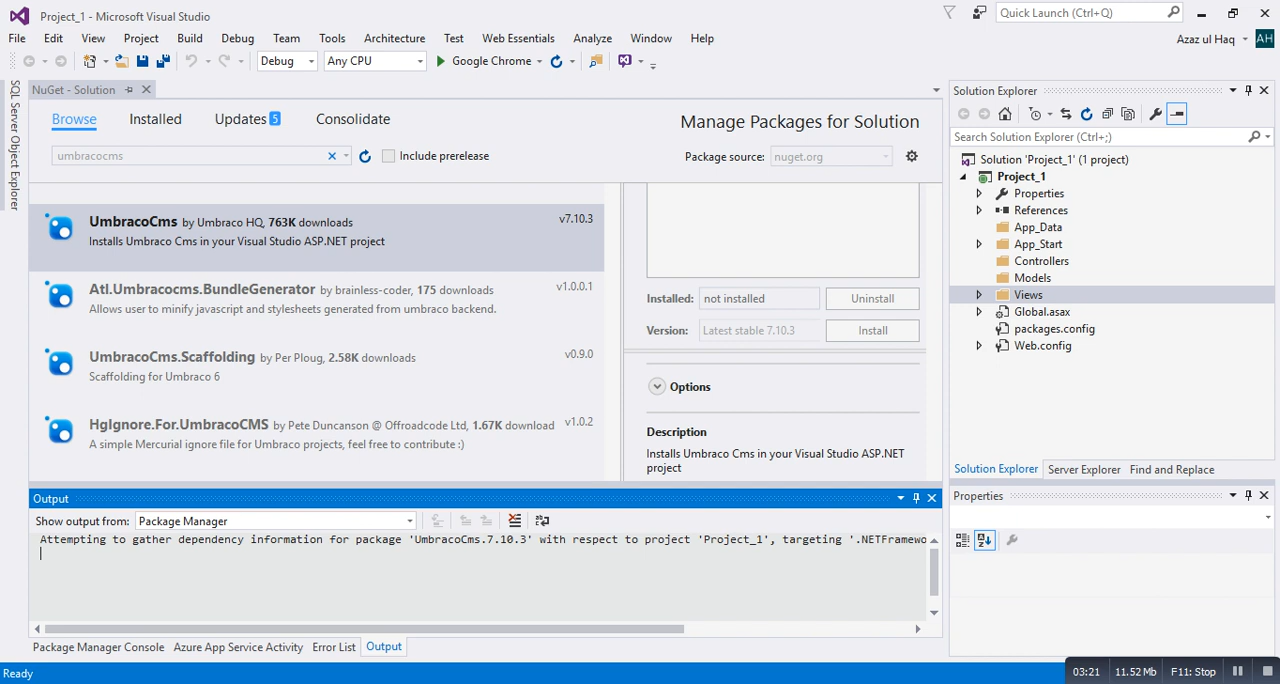 Project_1 - Microsoft Visual Studio
Quick Launch (Ctrl+Q)
File Edit View Project Build Debug Team Tools Architecture Test Web Essentials Analyze Window Help
Azaz ul Haq AH
Debug Any CPU Google Chrome
SQL Server Object Explorer
NuGet - Solution
Browse Installed Updates 5 Consolidate
Manage Packages for Solution
umbracocms
Include prerelease
Package source: nuget.org
UmbracoCms by Umbraco HQ, 763K downloads v7.10.3
Installs Umbraco Cms in your Visual Studio ASP.NET project
Atl.Umbracocms.BundleGenerator by brainless-coder, 175 downloads v1.0.0.1
Allows user to minify javascript and stylesheets generated from umbraco backend.
UmbracoCms.Scaffolding by Per Ploug, 2.58K downloads v0.9.0
Scaffolding for Umbraco 6
HgIgnore.For.UmbracoCMS by Pete Duncanson @ Offroadcode Ltd, 1.67K download v1.0.2
A simple Mercurial ignore file for Umbraco projects, feel free to contribute :)
Installed: not installed Uninstall
Version: Latest stable 7.10.3 Install
Options
Description
Installs Umbraco Cms in your Visual Studio ASP.NET
project
Output
Show output from: Package Manager
Attempting to gather dependency information for package 'UmbracoCms.7.10.3' with respect to project 'Project_1', targeting '.NETFramewo
Package Manager Console Azure App Service Activity Error List Output
Ready
Solution Explorer
Search Solution Explorer (Ctrl+;)
Solution 'Project_1' (1 project)
Project_1
Properties
References
App_Data
App_Start
Controllers
Models
Views
Global.asax
packages.config
Web.config
Solution Explorer Server Explorer Find and Replace
Properties
03:21 11.52 Mb F11: Stop